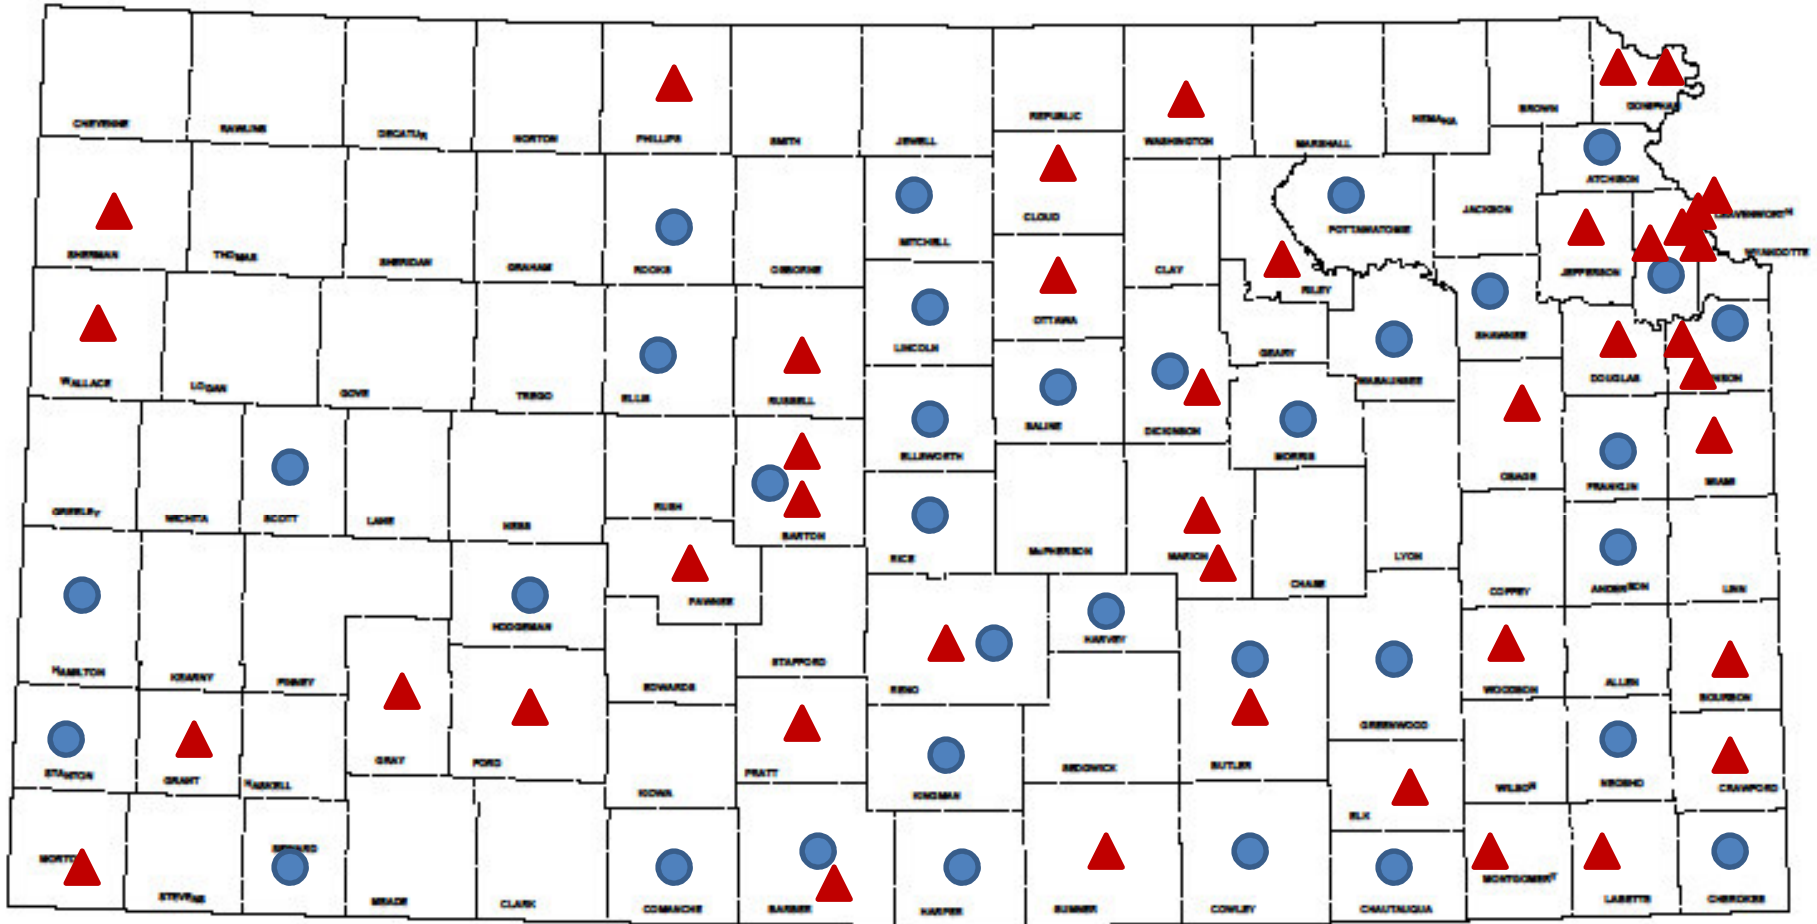 CHEYENNE
RAWLINS
DECATUR
NORTON
PHILLIPS
SMITH
JEWELL
REPUBLIC
WASHINGTON
MARSHALL
NEMAHA
BROWN
DONIPHAN
SHERMAN
THOMAS
SHERIDAN
GRAHAM
ROOKS
OSBORNE
MITCHELL
CLOUD
CLAY
RILEY
POTTAWATOMIE
JACKSON
ATCHISON
JEFFERSON
LEAVENWORTH
WYANDOTTE
WALLACE
LOGAN
GOVE
TREGO
ELLIS
RUSSELL
LINCOLN
OTTAWA
GEARY
WABAUNSEE
SHAWNEE
DOUGLAS
NSON
GREELEY
WICHITA
SCOTT
LANE
NESS
RUSH
BARTON
ELLSWORTH
SALINE
DICKINSON
MORRIS
OSAGE
FRANKLIN
MIAMI
HAMILTON
KEARNY
FINNEY
HODGEMAN
PAWNEE
RICE
McPHERSON
MARION
CHASE
LYON
COFFEY
ANDERSON
LINN
STANTON
GRANT
HASKELL
GRAY
FORD
EDWARDS
STAFFORD
RENO
HARVEY
BUTLER
GREENWOOD
WOODSON
ALLEN
BOURBON
KIOWA
PRATT
KINGMAN
SEDGWICK
ELK
WILSON
NEOSHO
CRAWFORD
MORTO
STEVENS
SEWARD
MEADE
CLARK
COMANCHE
BARBER
HARPER
SUMNER
COWLEY
CHAUTAUQUA
MONTGOMERY
LABETTE
CHEROKEE